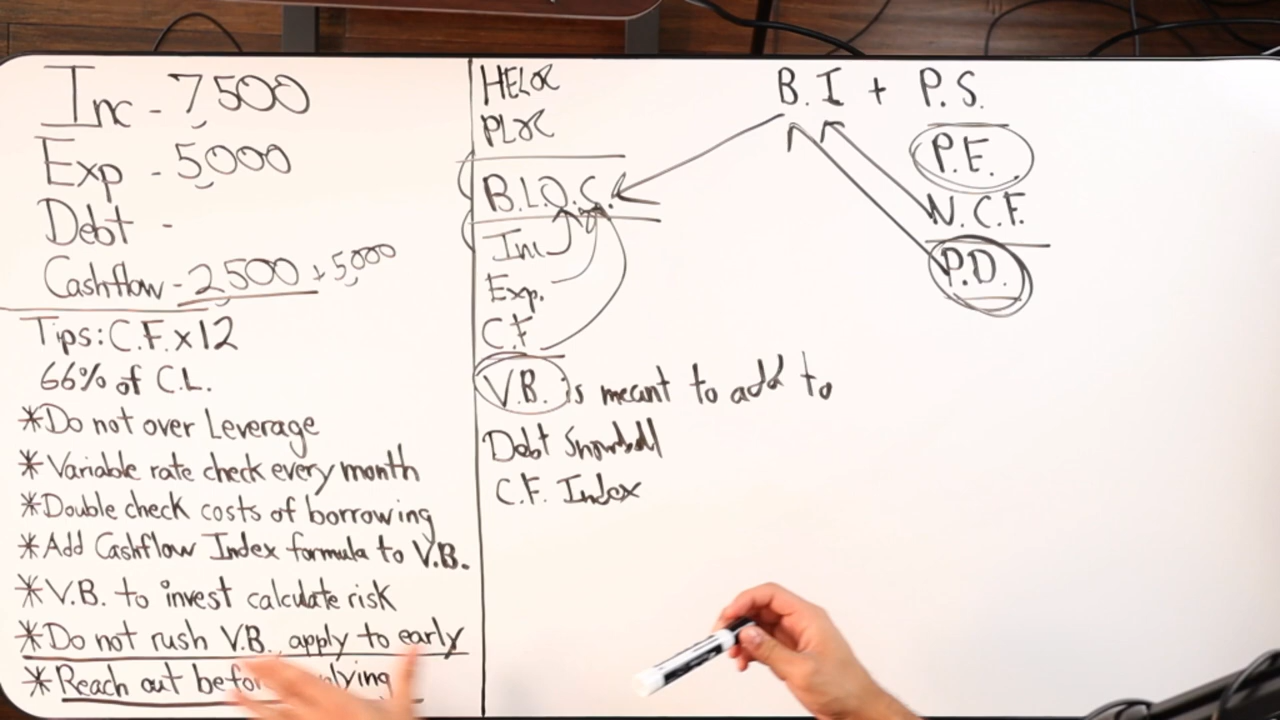 Inc - 7,500
Exp - 5,000
Debt -
Cashflow - 2,500 + 5,000
Tips: C.F. x 12
66% of C.L.
*Do not over Leverage
*Variable rate check every month
*Double check costs of borrowing
*Add Cashflow Index formula to V.B.
*V.B. to invest calculate risk
*Do not rush V.B. apply to early
*Reach out
HELOC
PLOC
B.L.O.C.
Inc
Exp.
C.F
V.B. is meant to add to
Debt Snowball
C.F. Index
B.I + P.S.
P.E.
N.C.F.
P.D.